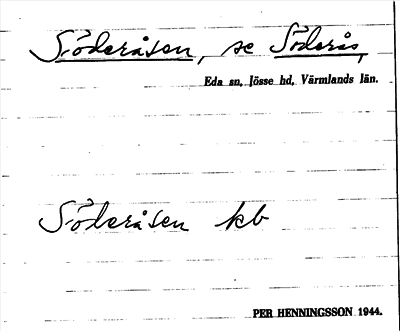 Söderåsen, se Söderås,
Eda sn, Jösse hd, Värmlands län.
Söderåsen kb
PER HENNINGSSON 1944.